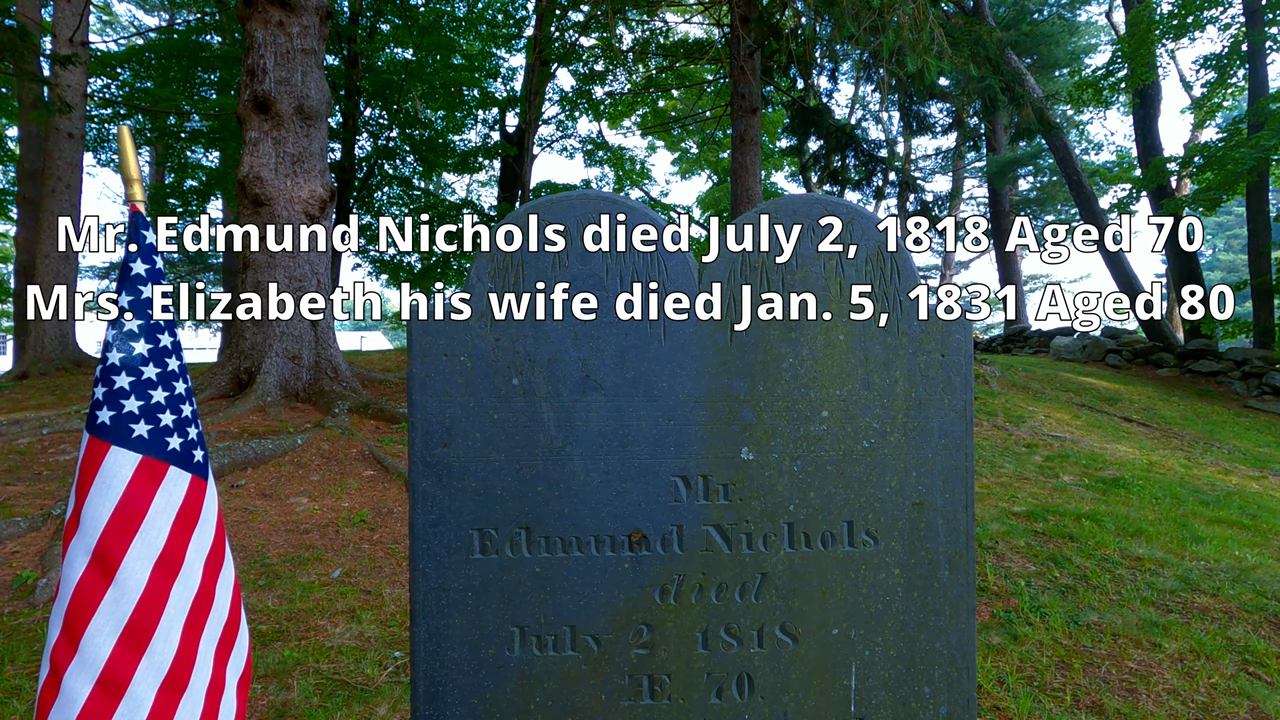 Mr. Edmund Nichols died July 2, 1818 Aged 70
Mrs. Elizabeth his wife died Jan. 5, 1831 Aged 80
Mr.
Edmund Nichols
died
July 2, 1818
Æ. 70.